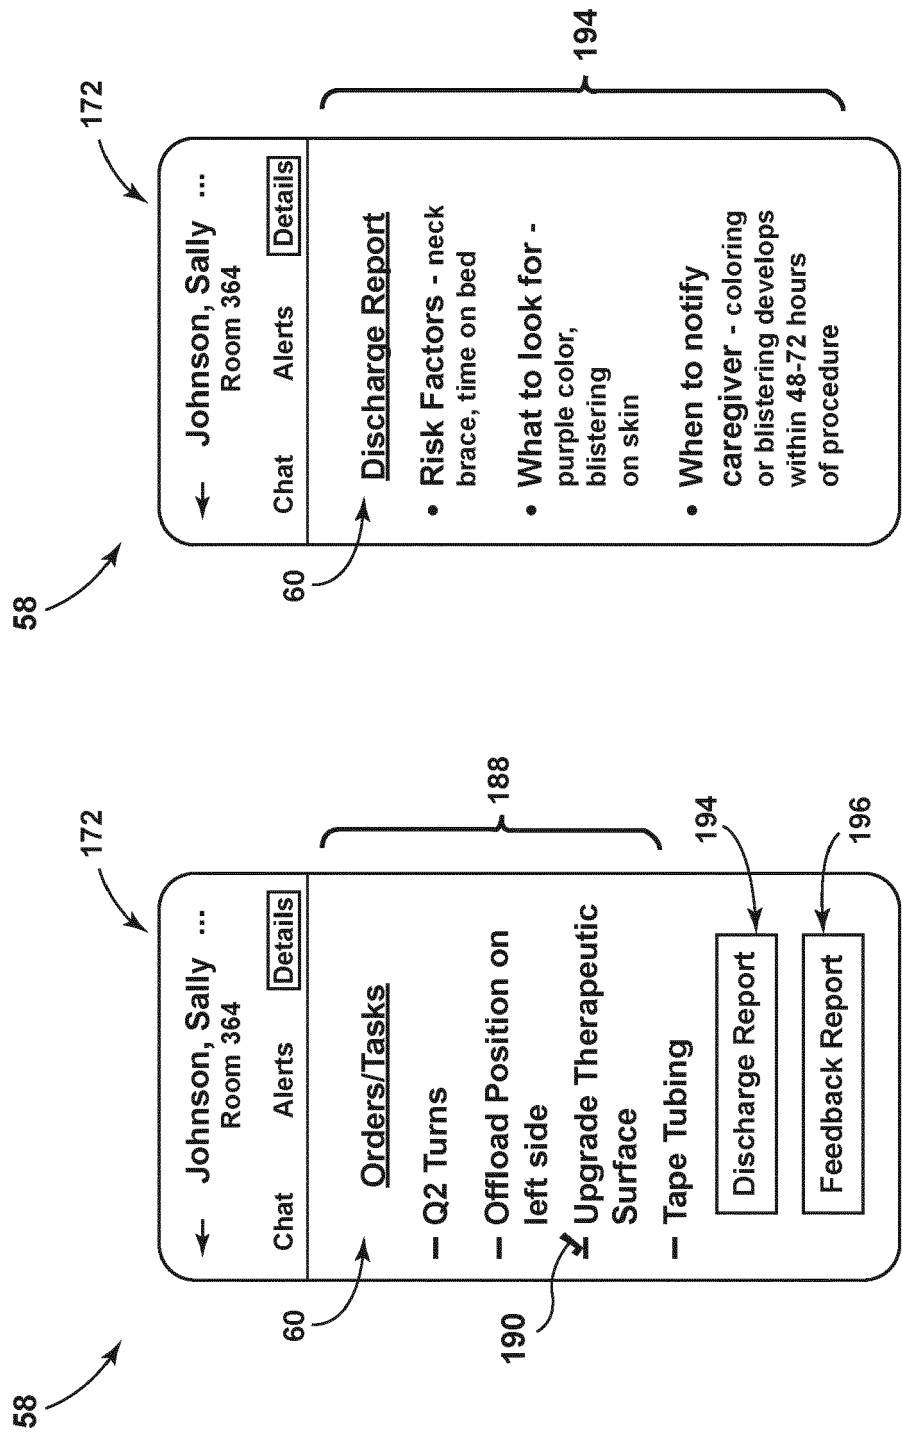 58
172
← Johnson, Sally ...
Room 364
Chat Alerts Details
60
Orders/Tasks
– Q2 Turns
– Offload Position on
left side
190
– Upgrade Therapeutic
Surface
– Tape Tubing
188
Discharge Report
194
Feedback Report
196
58
172
← Johnson, Sally ...
Room 364
Chat Alerts Details
60
Discharge Report
• Risk Factors - neck
brace, time on bed
• What to look for -
purple color,
blistering
on skin
• When to notify
caregiver - coloring
or blistering develops
within 48-72 hours
of procedure
194